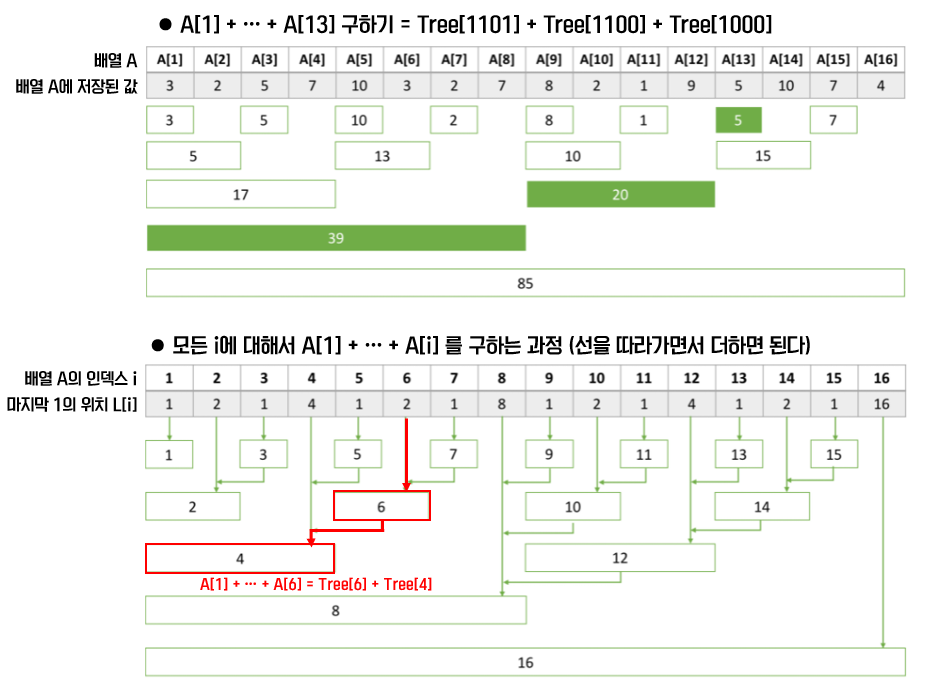 ● A[1] + ··· + A[13] 구하기 = Tree[1101] + Tree[1100] + Tree[1000]
배열 A A[1] A[2] A[3] A[4] A[5] A[6] A[7] A[8] A[9] A[10] A[11] A[12] A[13] A[14] A[15] A[16]
배열 A에 저장된 값 3 2 5 7 10 3 2 7 8 2 1 9 5 10 7 4
3 5 10 2 8 1 5 7
5 13 10 15
17 20
39
85
● 모든 i에 대해서 A[1] + ··· + A[i] 를 구하는 과정 (선을 따라가면서 더하면 된다)
배열 A의 인덱스 i 1 2 3 4 5 6 7 8 9 10 11 12 13 14 15 16
마지막 1의 위치 L[i] 1 2 1 4 1 2 1 8 1 2 1 4 1 2 1 16
1 3 5 7 9 11 13 15
2 6 10 14
4 12
A[1] + ··· + A[6] = Tree[6] + Tree[4]
8
16